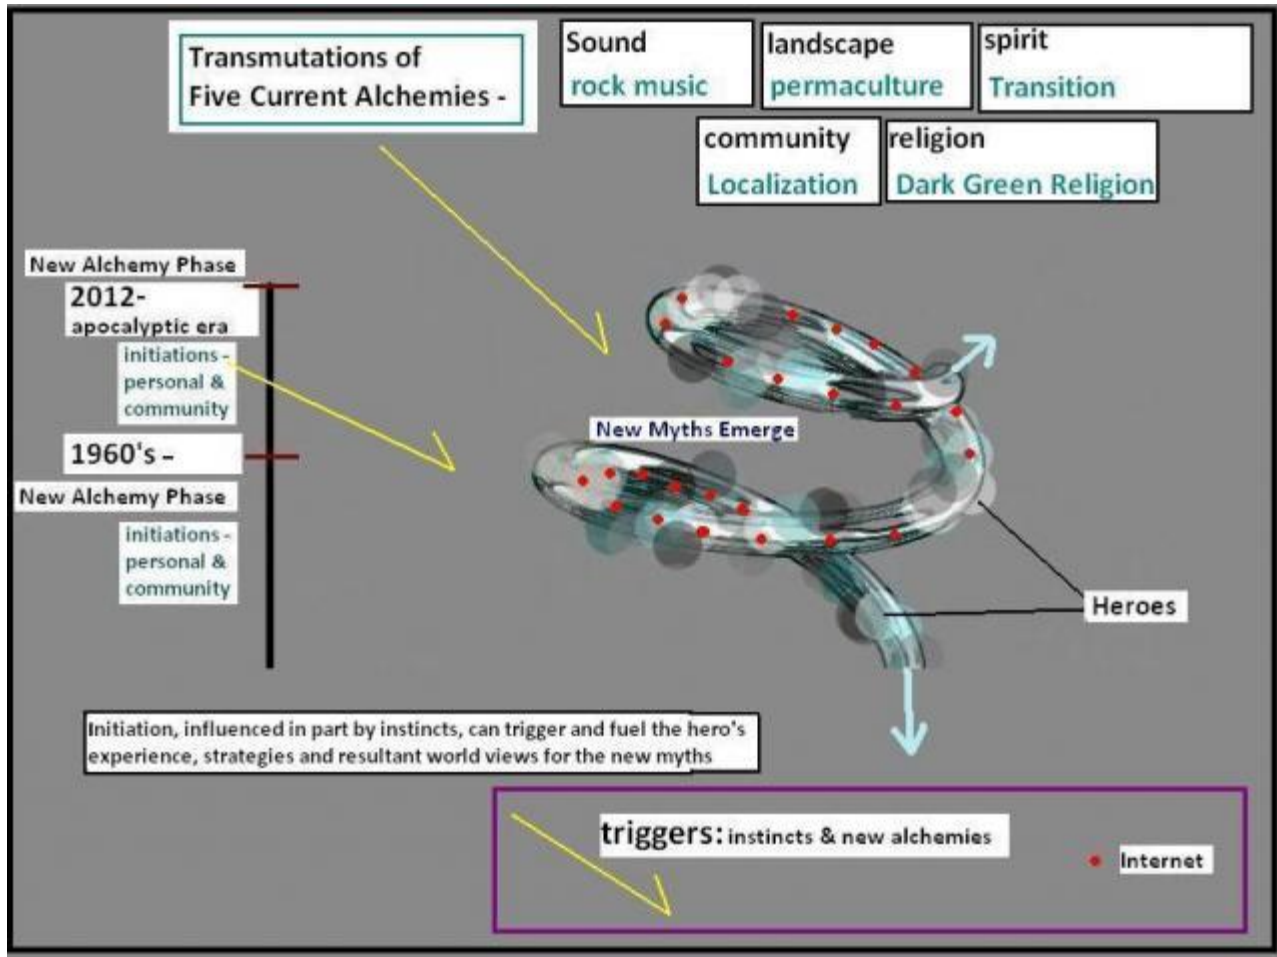 Transmutations of
Five Current Alchemies -
Sound
rock music
landscape
permaculture
spirit
Transition
community
Localization
religion
Dark Green Religion
New Alchemy Phase
2012-
apocalyptic era
initiations -
personal &
community
1960's –
New Alchemy Phase
initiations -
personal &
community
New Myths Emerge
Heroes
Initiation, influenced in part by instincts, can trigger and fuel the hero's
experience, strategies and resultant world views for the new myths
triggers: instincts & new alchemies
Internet